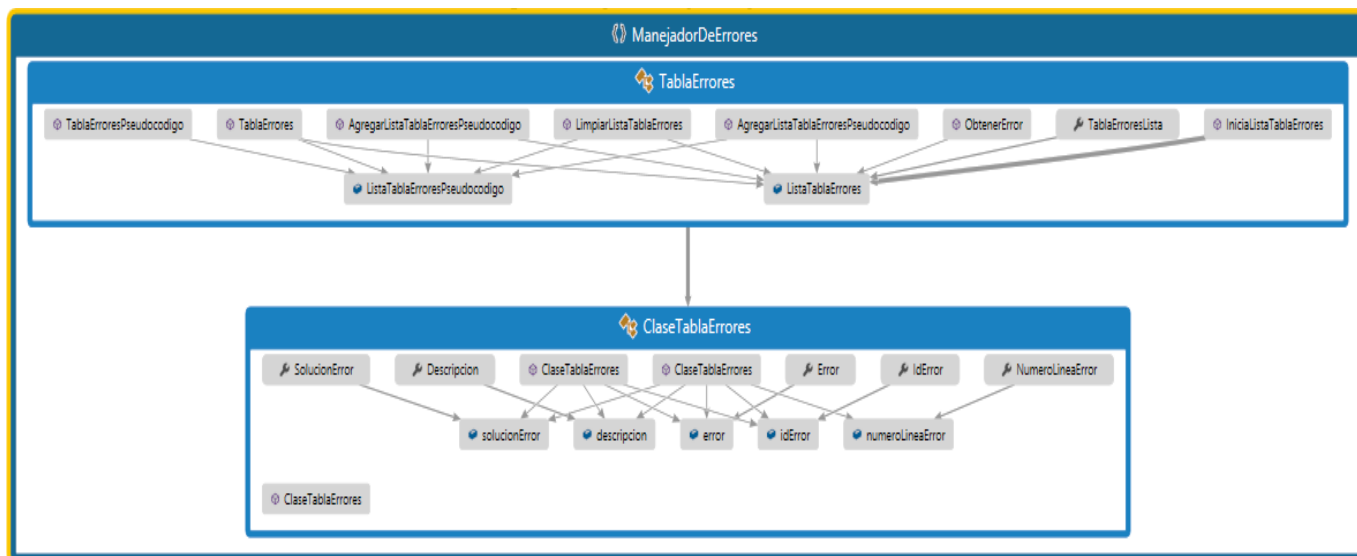 ManejadorDeErrores
TablaErrores
TablaErroresPseudocodigo
TablaErrores
AgregarListaTablaErroresPseudocodigo
LimpiarListaTablaErrores
AgregarListaTablaErroresPseudocodigo
ObtenerError
TablaErroresLista
IniciaListaTablaErrores
ListaTablaErroresPseudocodigo
ListaTablaErrores
ClaseTablaErrores
SolucionError
Descripcion
ClaseTablaErrores
ClaseTablaErrores
Error
IdError
NumeroLineaError
solucionError
descripcion
error
idError
numeroLineaError
ClaseTablaErrores